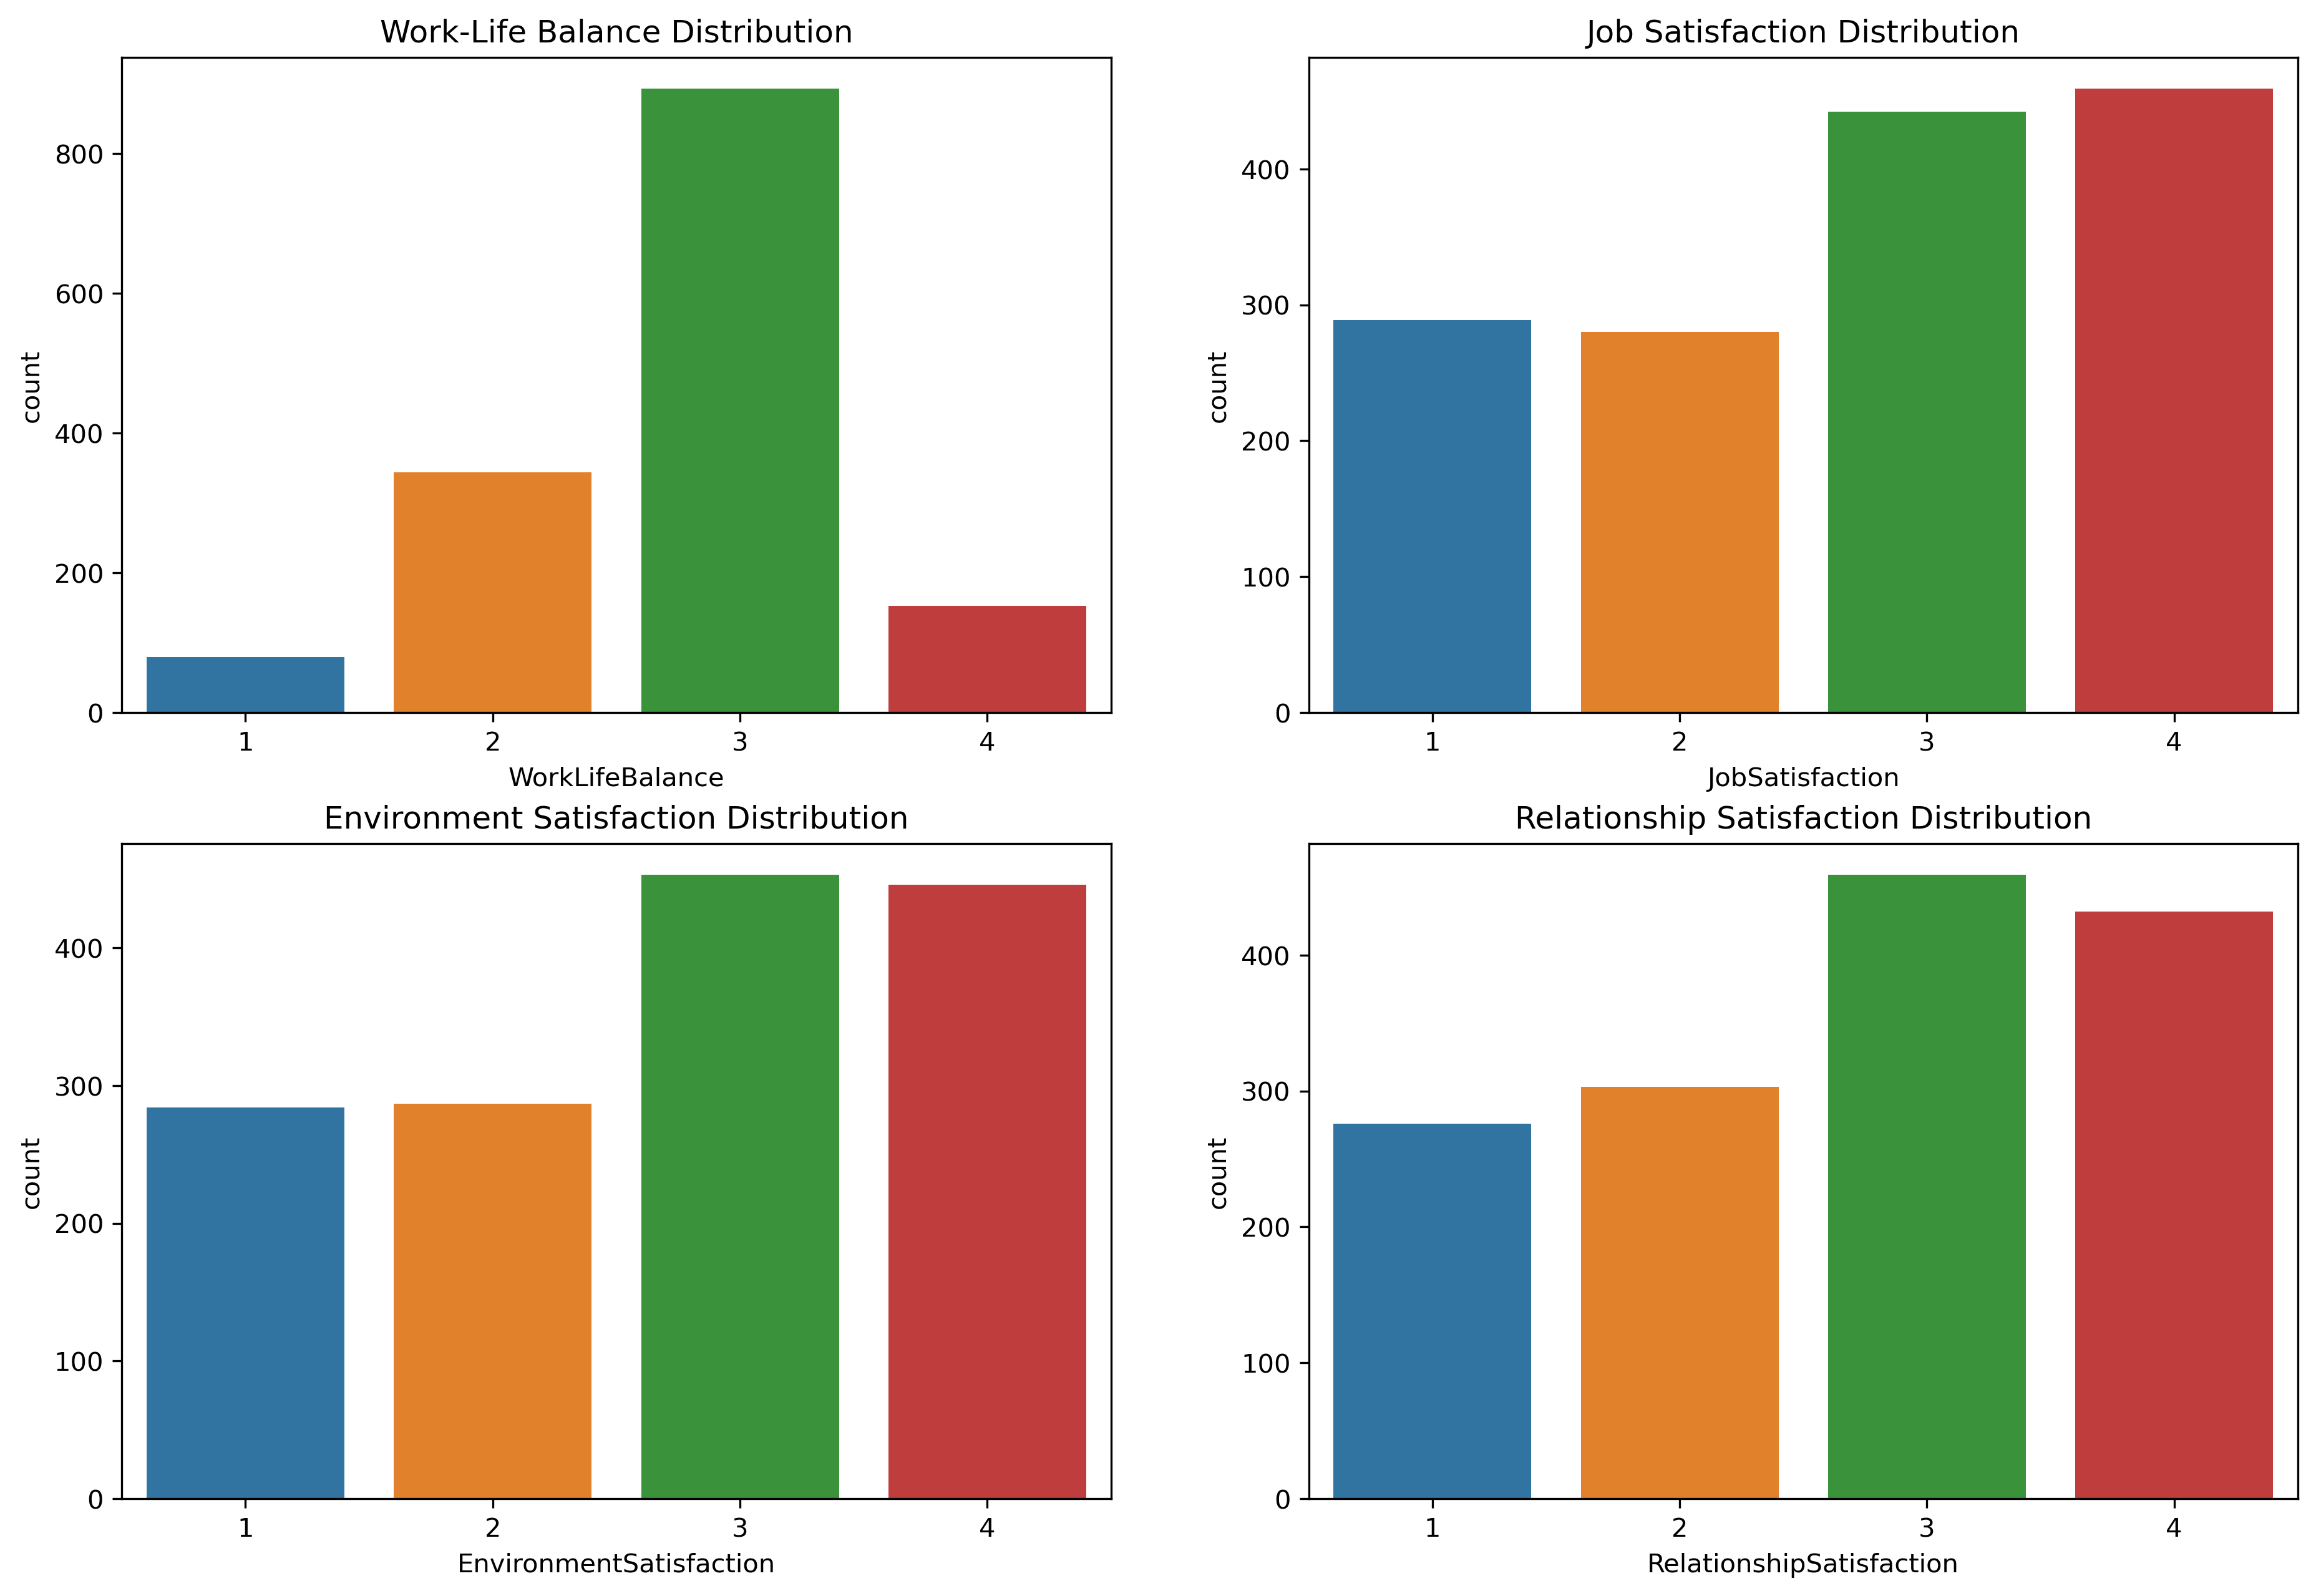 Work-Life Balance Distribution
800
600
400
200
0
count
1 2 3 4
WorkLifeBalance
Job Satisfaction Distribution
400
300
200
100
0
count
1 2 3 4
JobSatisfaction
Environment Satisfaction Distribution
400
300
200
100
0
count
1 2 3 4
EnvironmentSatisfaction
Relationship Satisfaction Distribution
400
300
200
100
0
count
1 2 3 4
RelationshipSatisfaction